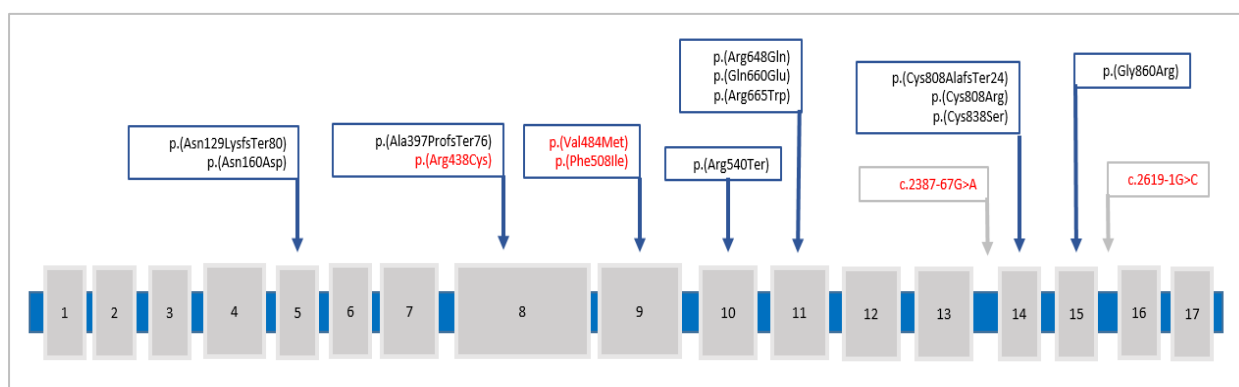 p.(Arg648Gln)
p.(Gln660Glu)
p.(Arg665Trp)
p.(Cys808AlafsTer24)
p.(Cys808Arg)
p.(Cys838Ser)
p.(Gly860Arg)
p.(Asn129LysfsTer80)
p.(Asn160Asp)
p.(Ala397ProfsTer76)
p.(Arg438Cys)
p.(Val484Met)
p.(Phe508Ile)
p.(Arg540Ter)
c.2387-67G>A
c.2619-1G>C
1 2 3 4 5 6 7 8 9 10 11 12 13 14 15 16 17